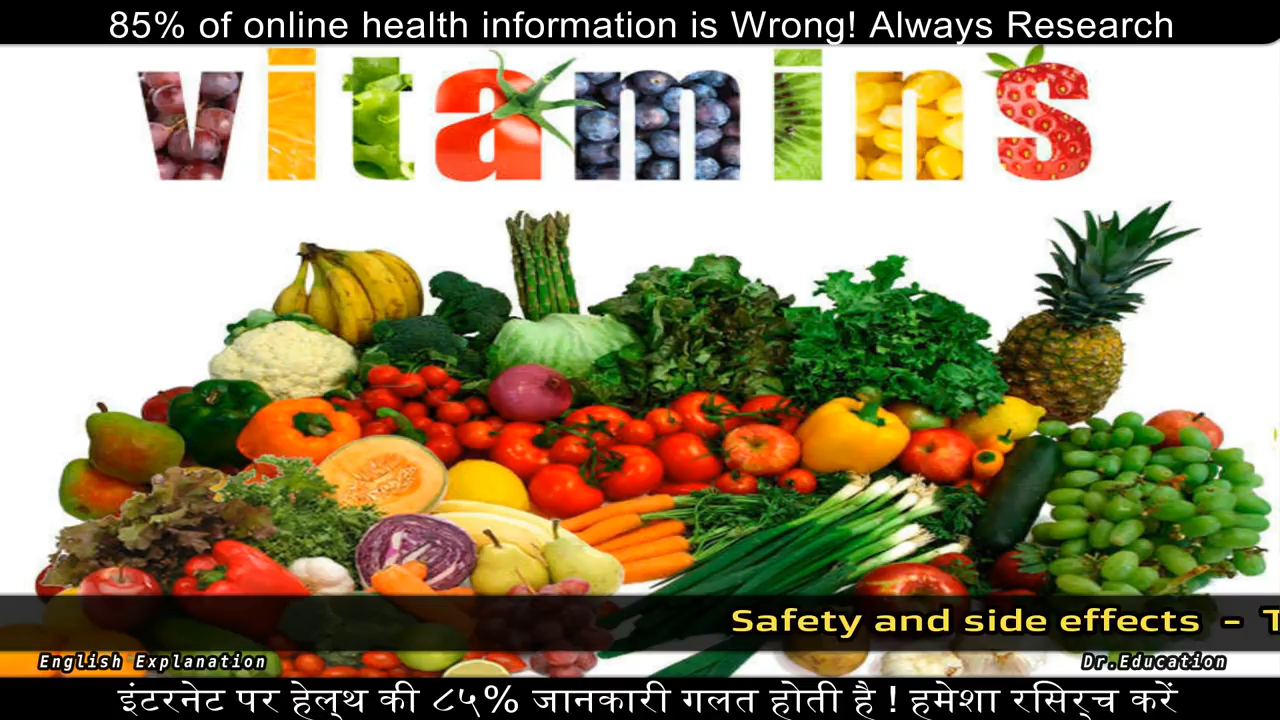 85% of online health information is Wrong! Always Research
vitamins
Safety and side effects - T
English Explanation
Dr.Education
इंटरनेट पर हेल्थ की ८५% जानकारी गलत होती है ! हमेशा रिसर्च करें